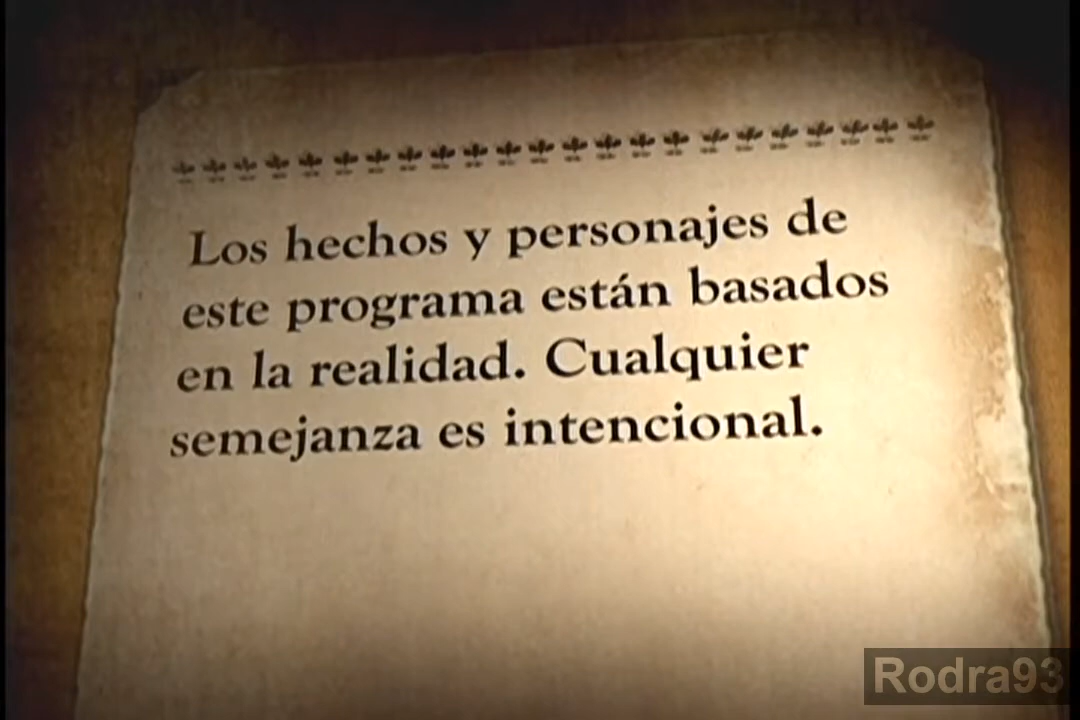 Los hechos y personajes de
este programa están basados
en la realidad. Cualquier
semejanza es intencional.
Rodra93